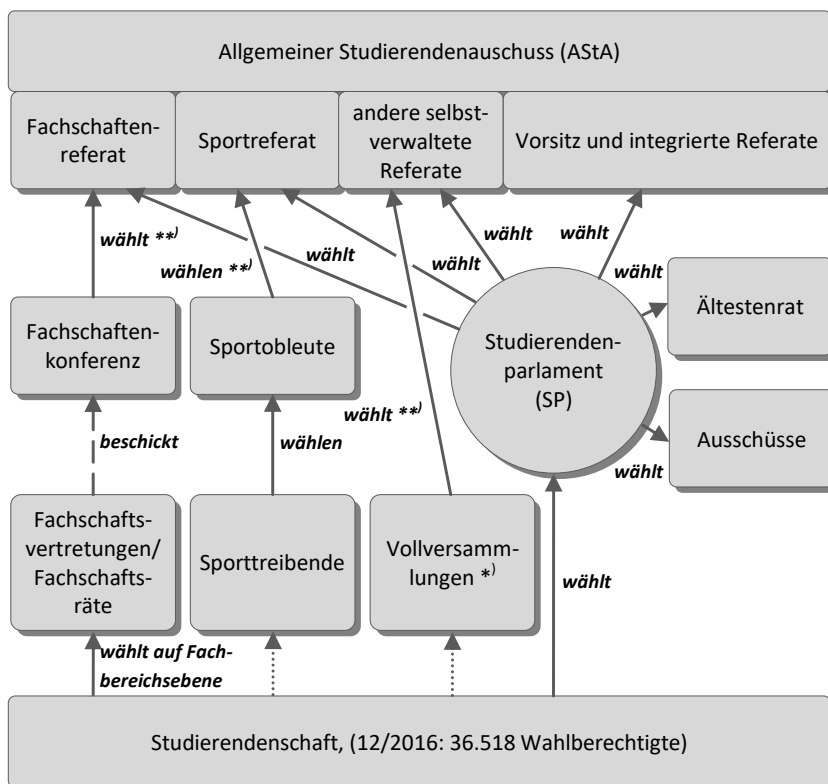 Allgemeiner Studierendenauschuss (AStA)
Fachschaften-
referat
Sportreferat
andere selbst-
verwaltete
Referate
Vorsitz und integrierte Referate
wählt **)
wählen **)
wählt
wählt
wählt
wählt
wählt
Fachschaften-
konferenz
Sportobleute
Studierenden-
parlament
(SP)
Ältestenrat
beschickt
wählen
wählt **)
Ausschüsse
wählt
Fachschafts-
vertretungen/
Fachschafts-
räte
Sporttreibende
Vollversamm-
lungen *)
wählt
wählt auf Fach-
bereichsebene
Studierendenschaft, (12/2016: 36.518 Wahlberechtigte)